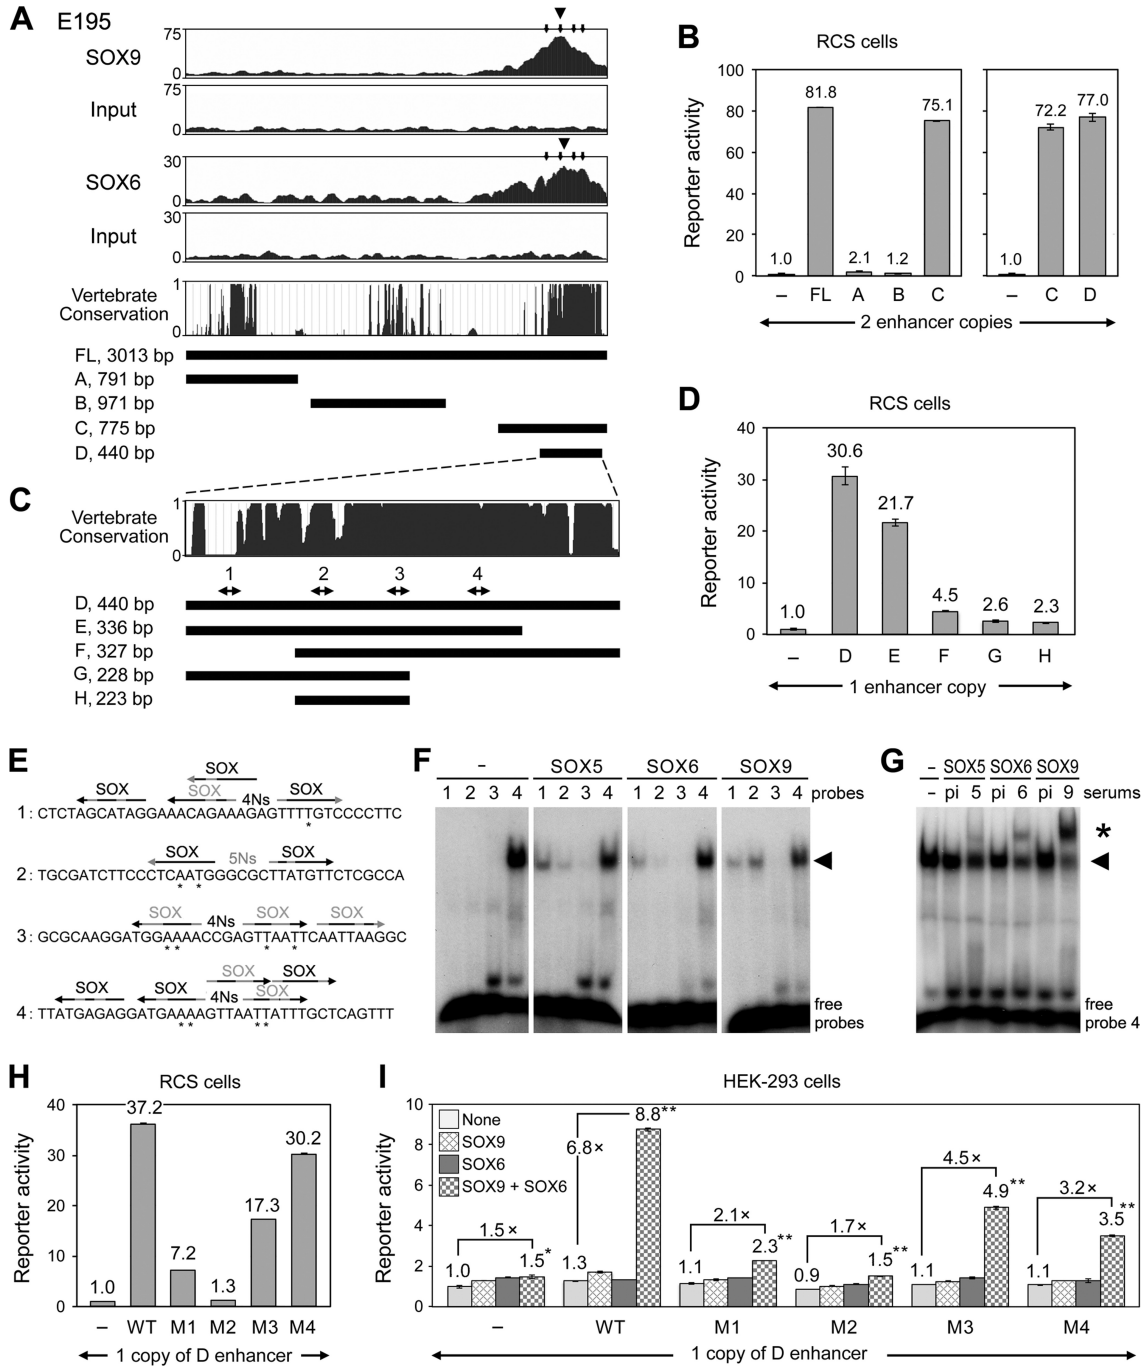 A E195
75
SOX9
0
75
Input
0
30
SOX6
0
30
Input
0
1
Vertebrate
Conservation
0
FL, 3013 bp
A, 791 bp
B, 971 bp
C, 775 bp
D, 440 bp
B
RCS cells
Reporter activity
100
80
60
40
20
0
1.0 81.8 2.1 1.2 75.1
1.0 72.2 77.0
– FL A B C
– C D
2 enhancer copies
C
1
Vertebrate
Conservation
0
1 2 3 4
D, 440 bp
E, 336 bp
F, 327 bp
G, 228 bp
H, 223 bp
D
RCS cells
Reporter activity
40
30
20
10
0
1.0 30.6 21.7 4.5 2.6 2.3
– D E F G H
1 enhancer copy
E
SOX
SOX SOX 4Ns SOX
1: CTCTAGCATAGGAAACAGAAAGAGTTTTGTCCCCTTC
*
SOX 5Ns SOX
2: TGCGATCTTCCCTCAATGGGCGCTTATGTTCTCGCCA
* *
SOX 4Ns SOX SOX
3: GCGCAAGGATGGAAAACCGAGTTAATTCAATTAAGGC
** * *
SOX SOX
SOX SOX 4Ns SOX
4: TTATGAGAGGATGAAAAGTTAATTATTTGCTCAGTTT
** **
F
– SOX5 SOX6 SOX9
1 2 3 4 1 2 3 4 1 2 3 4 1 2 3 4 probes
free
probes
G
– SOX5 SOX6 SOX9
– pi 5 pi 6 pi 9 serums
*
free
probe 4
H
RCS cells
Reporter activity
40
30
20
10
0
1.0 37.2 7.2 1.3 17.3 30.2
– WT M1 M2 M3 M4
1 copy of D enhancer
I
HEK-293 cells
Reporter activity
10
8
6
4
2
0
None
SOX9
SOX6
SOX9 + SOX6
1.5×
1.0 1.5*
6.8×
1.3 8.8**
2.1×
1.1 2.3**
1.7×
0.9 1.5**
4.5×
1.1 4.9**
3.2×
1.1 3.5**
– WT M1 M2 M3 M4
1 copy of D enhancer